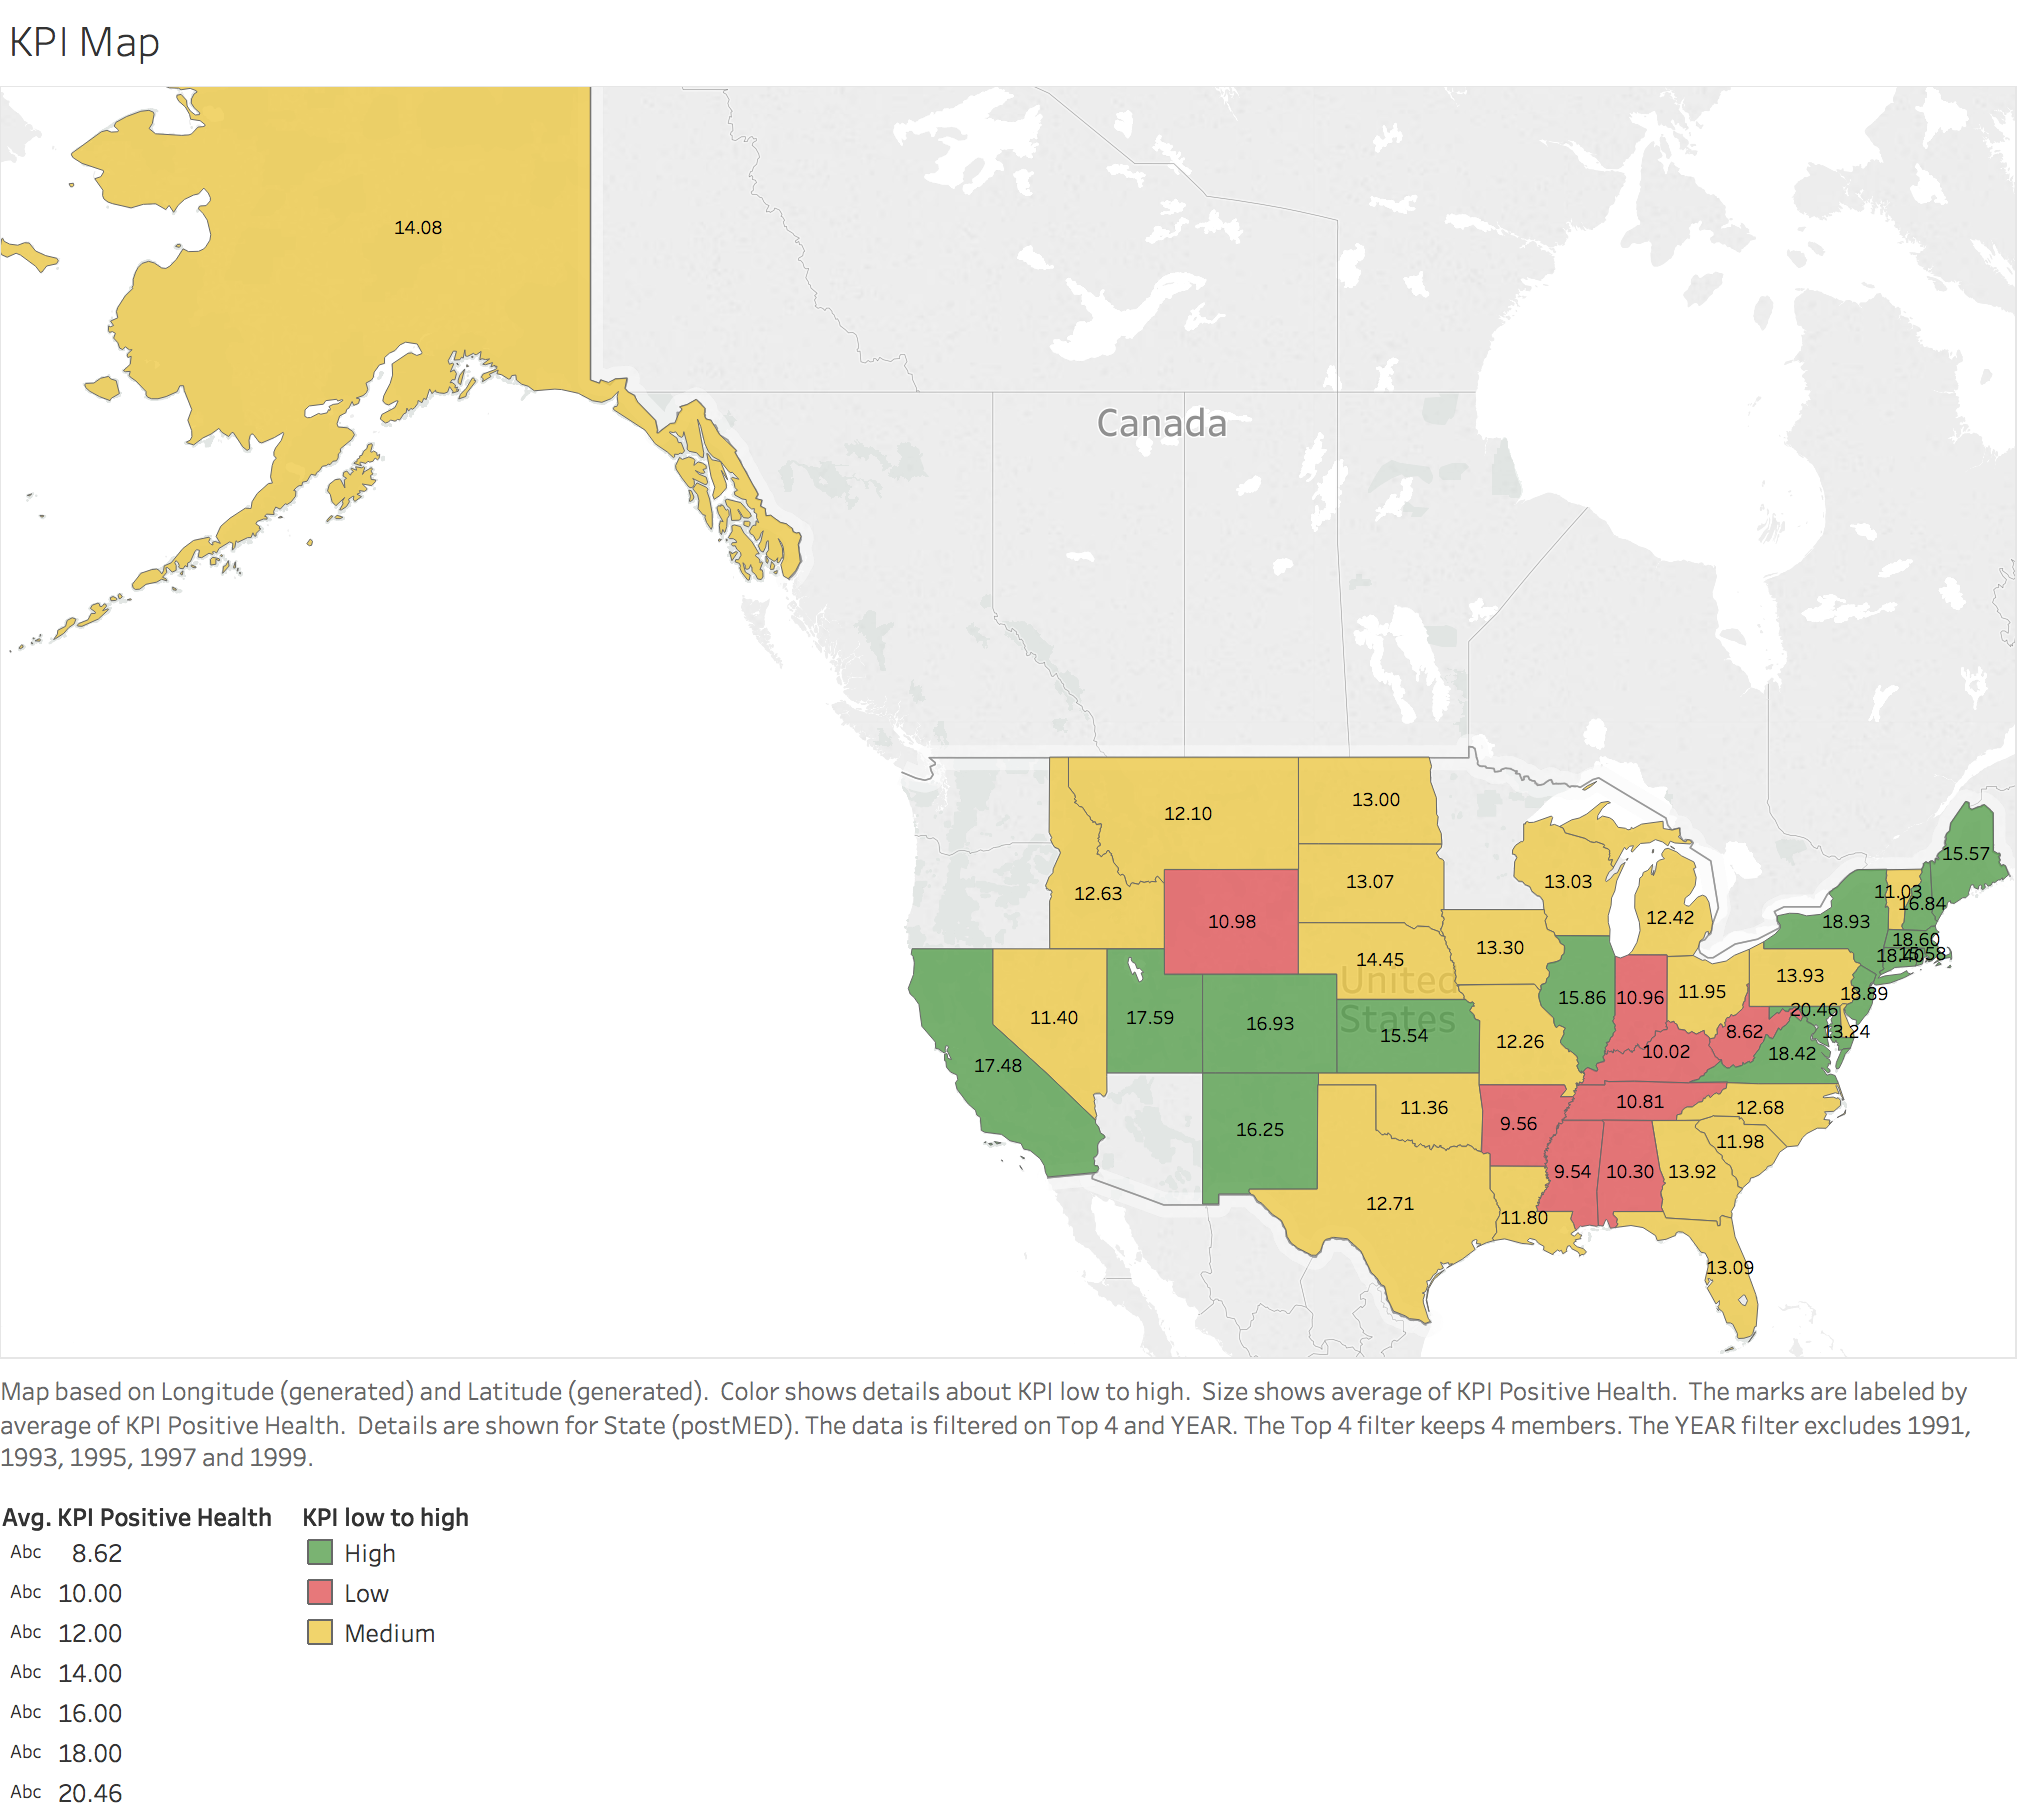 KPI Map
14.08
Canada
12.10
13.00
15.57
12.63
13.07
13.03
11.03
16.84
12.42
10.98
18.93
13.30
18.60
14.45
18.40
United
13.93
15.86
10.96
11.95
18.89
20.46
11.40
17.59
16.93
States
15.54
8.62
13.24
12.26
10.02
18.42
17.48
10.81
11.36
12.68
9.56
16.25
11.98
9.54
10.30
13.92
12.71
11.80
13.09
Map based on Longitude (generated) and Latitude (generated).  Color shows details about KPI low to high.  Size shows average of KPI Positive Health.  The marks are labeled by
average of KPI Positive Health.  Details are shown for State (postMED). The data is filtered on Top 4 and YEAR. The Top 4 filter keeps 4 members. The YEAR filter excludes 1991,
1993, 1995, 1997 and 1999.
Avg. KPI Positive Health
Abc 8.62
Abc 10.00
Abc 12.00
Abc 14.00
Abc 16.00
Abc 18.00
Abc 20.46
KPI low to high
High
Low
Medium